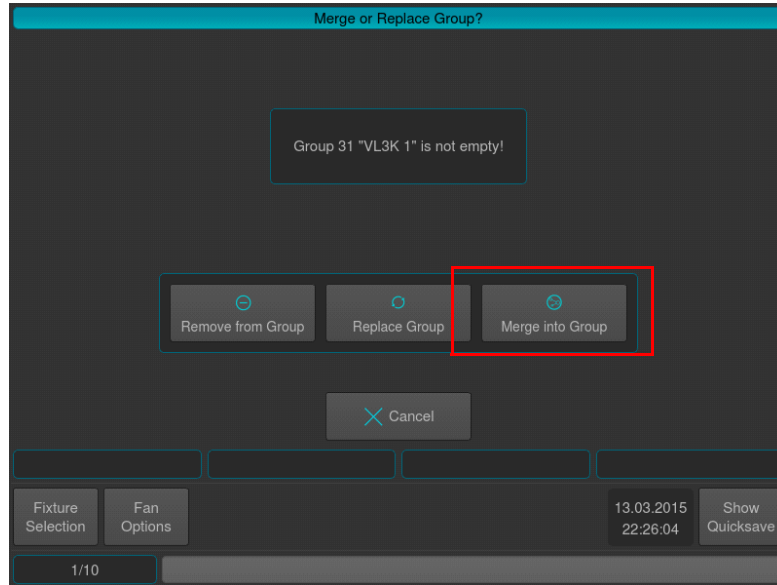 Merge or Replace Group?
Group 31 "VL3K 1" is not empty!
Remove from Group
Replace Group
Merge into Group
Cancel
Fixture
Selection
Fan
Options
13.03.2015
22:26:04
Show
Quicksave
1/10